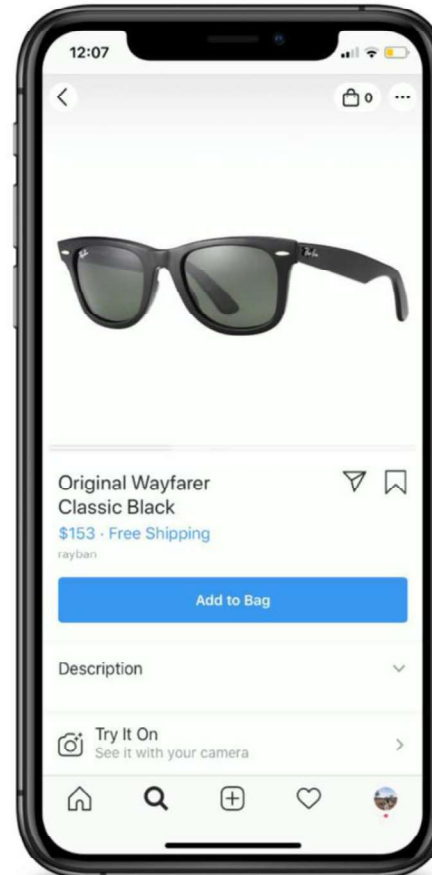 12:07
0
Original Wayfarer
Classic Black
$153 · Free Shipping
rayban
Add to Bag
Description
Try It On
See it with your camera